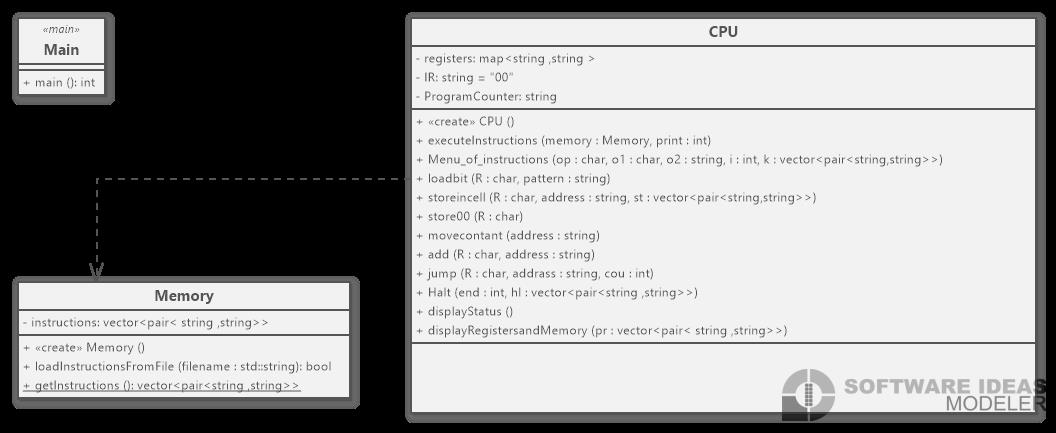 «main»
Main
+ main (): int
CPU
- registers: map<string ,string >
- IR: string = "00"
- ProgramCounter: string
+ «create» CPU ()
+ executeInstructions (memory : Memory, print : int)
+ Menu_of_instructions (op : char, o1 : char, o2 : string, i : int, k : vector<pair<string,string>>)
+ loadbit (R : char, pattern : string)
+ storeincell (R : char, address : string, st : vector<pair<string,string>>)
+ store00 (R : char)
+ movecontant (address : string)
+ add (R : char, address : string)
+ jump (R : char, addrass : string, cou : int)
+ Halt (end : int, hl : vector<pair<string ,string>>)
+ displayStatus ()
+ displayRegistersandMemory (pr : vector<pair< string ,string>>)
Memory
- instructions: vector<pair< string ,string>>
+ «create» Memory ()
+ loadInstructionsFromFile (filename : std::string): bool
+ getInstructions (): vector<pair<string ,string>>
SOFTWARE IDEAS
MODELER